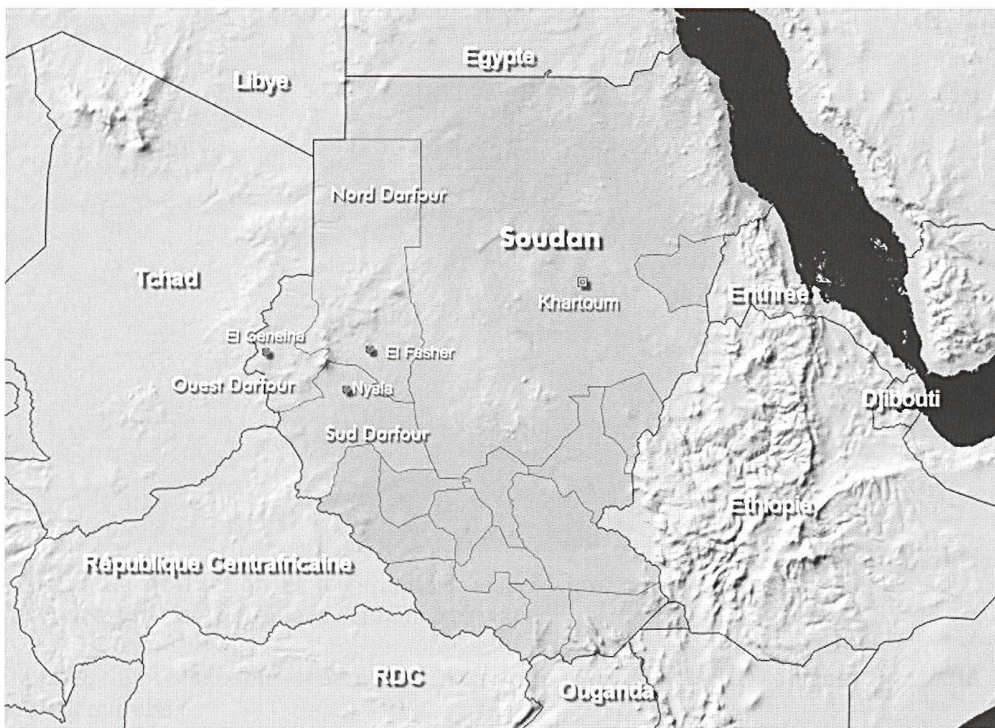 Egypte
Libye
Nord Darfour
Soudan
Tchad
Khartoum
Erithrée
El Geneina
El Fasher
Ouest Darfour
Nyala
Djibouti
Sud Darfour
Ethiopie
République Centrafricaine
RDC
Ouganda